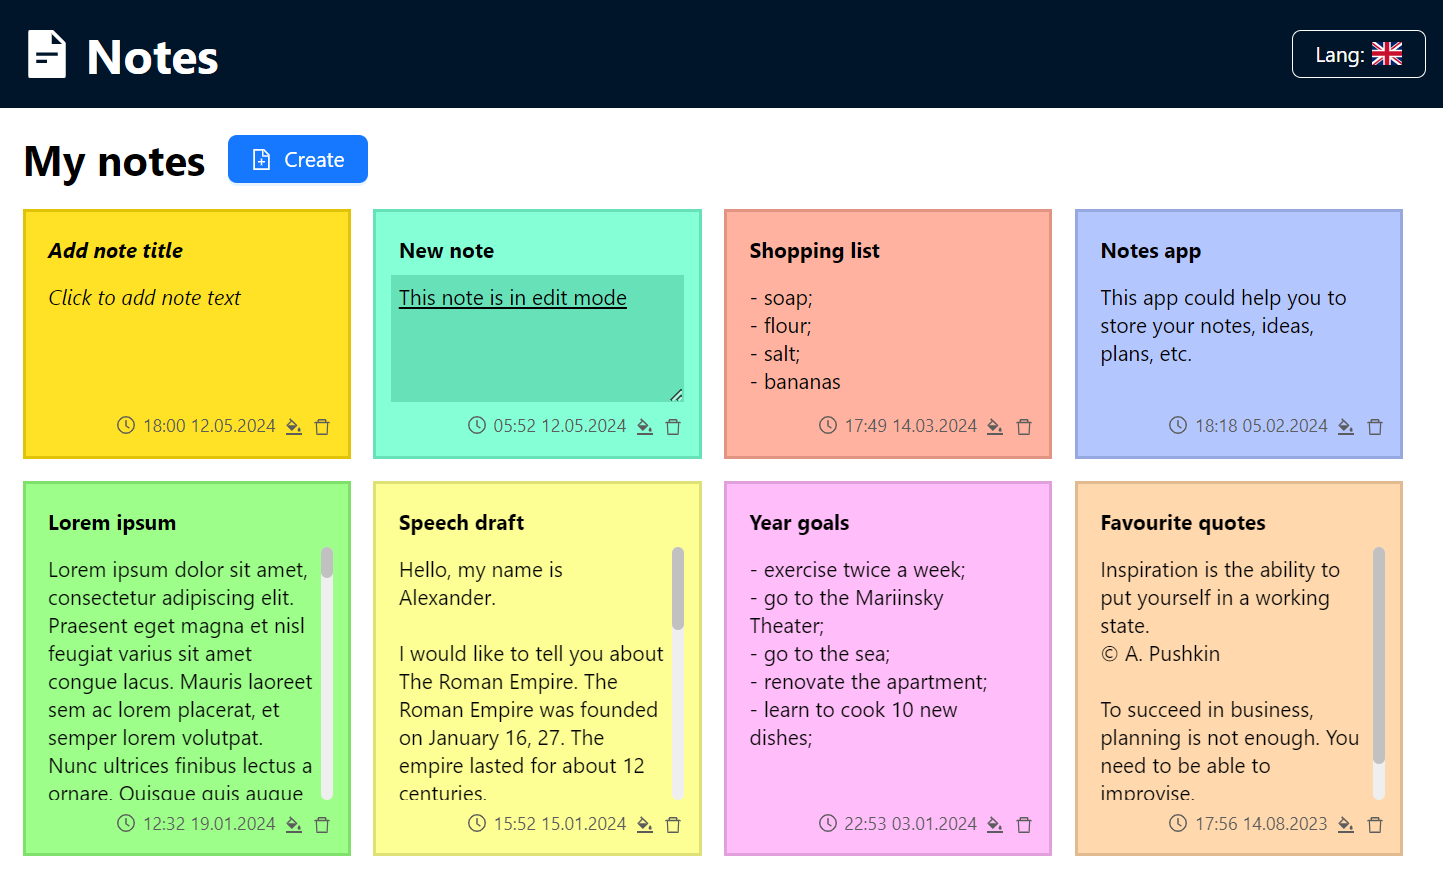 Notes
Lang:
My notes
Create
Add note title
Click to add note text
18:00 12.05.2024
New note
This note is in edit mode
05:52 12.05.2024
Shopping list
- soap;
- flour;
- salt;
- bananas
17:49 14.03.2024
Notes app
This app could help you to
store your notes, ideas,
plans, etc.
18:18 05.02.2024
Lorem ipsum
Lorem ipsum dolor sit amet,
consectetur adipiscing elit.
Praesent eget magna et nisl
feugiat varius sit amet
congue lacus. Mauris laoreet
sem ac lorem placerat, et
semper lorem volutpat.
Nunc ultrices finibus lectus a
ornare. Quisque quis augue
12:32 19.01.2024
Speech draft
Hello, my name is
Alexander.
I would like to tell you about
The Roman Empire. The
Roman Empire was founded
on January 16, 27. The
empire lasted for about 12
centuries.
15:52 15.01.2024
Year goals
- exercise twice a week;
- go to the Mariinsky
Theater;
- go to the sea;
- renovate the apartment;
- learn to cook 10 new
dishes;
22:53 03.01.2024
Favourite quotes
Inspiration is the ability to
put yourself in a working
state.
© A. Pushkin
To succeed in business,
planning is not enough. You
need to be able to
improvise.
17:56 14.08.2023